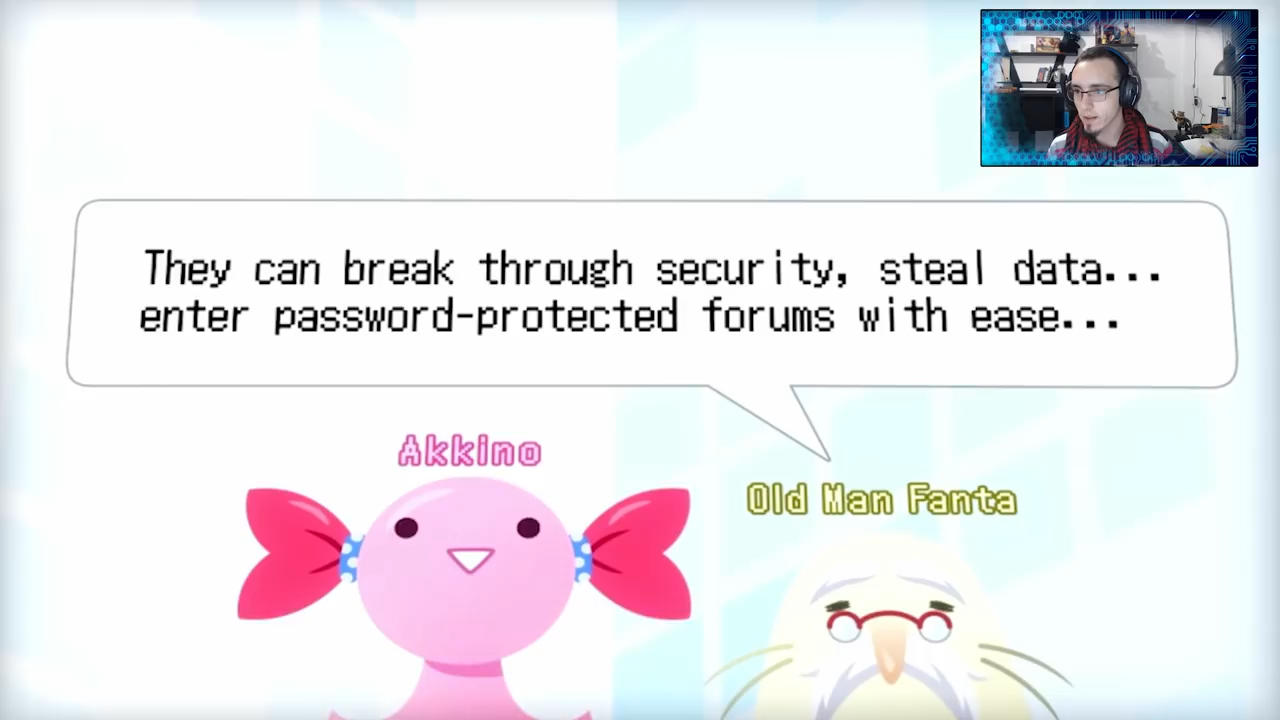 They can break through security, steal data...
enter password-protected forums with ease...
Akkino
Old Man Fanta